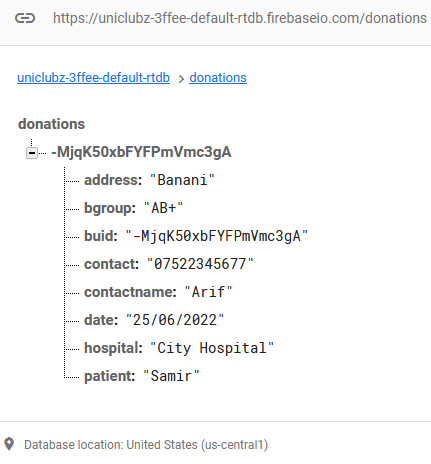 https://uniclubz-3ffee-default-rtdb.firebaseio.com/donations
uniclubz-3ffee-default-rtdb > donations
donations
-MjqK50xbFYFPmVmc3gA
address: "Banani"
bgroup: "AB+"
buid: "-MjqK50xbFYFPmVmc3gA"
contact: "07522345677"
contactname: "Arif"
date: "25/06/2022"
hospital: "City Hospital"
patient: "Samir"
Database location: United States (us-central1)